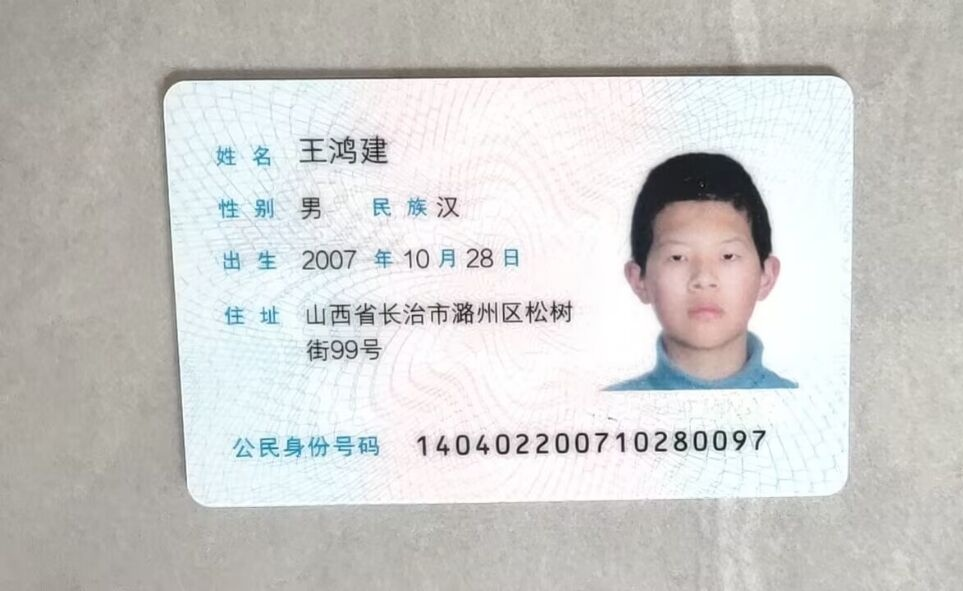 姓名 王鸿建
性别 男 民族 汉
出生 2007 年 10 月 28 日
住址 山西省长治市潞州区松树
街99号
公民身份号码 140402200710280097